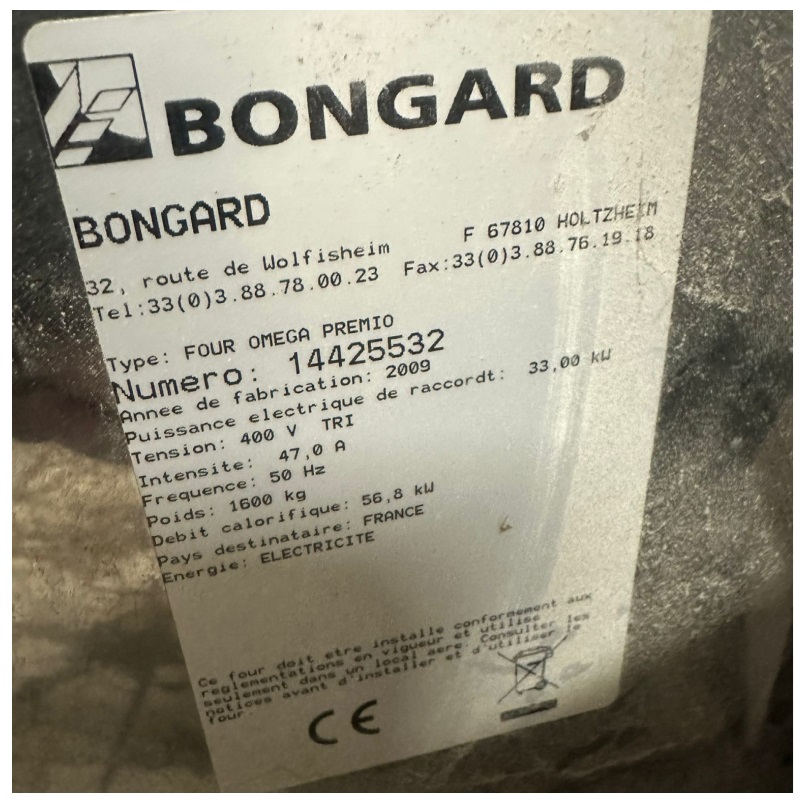 BONGARD
BONGARD
32, route de Wolfisheim F 67810 HOLTZHEIM
Tel:33(0)3.88.78.00.23 Fax:33(0)3.88.76.19.18
Type: FOUR OMEGA PREMIO
Numero: 14425532
Annee de fabrication: 2009
Puissance electrique de raccordt: 33,00 kW
Tension: 400 V TRI
Intensite: 47,0 A
Frequence: 50 Hz
Poids: 1600 kg
Debit calorifique: 56,8 kW
Pays destinataire: FRANCE
Energie: ELECTRICITE
Ce four doit etre installe conformement aux
reglementations en vigueur et utilise
seulement dans un local aere. Consulter les
notices avant d'installer et d'utiliser le
four.
CE